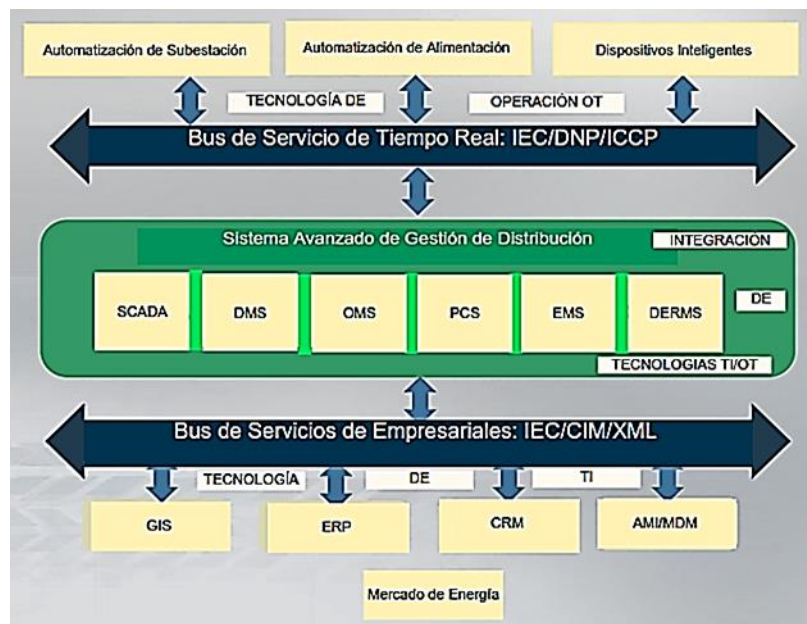 Automatización de Subestación
Automatización de Alimentación
Dispositivos Inteligentes
TECNOLOGÍA DE
OPERACIÓN OT
Bus de Servicio de Tiempo Real: IEC/DNP/ICCP
Sistema Avanzado de Gestión de Distribución
INTEGRACIÓN
SCADA
DMS
OMS
PCS
EMS
DERMS
DE
TECNOLOGIAS TI/OT
Bus de Servicios de Empresariales: IEC/CIM/XML
TECNOLOGÍA
DE
TI
GIS
ERP
CRM
AMI/MDM
Mercado de Energía